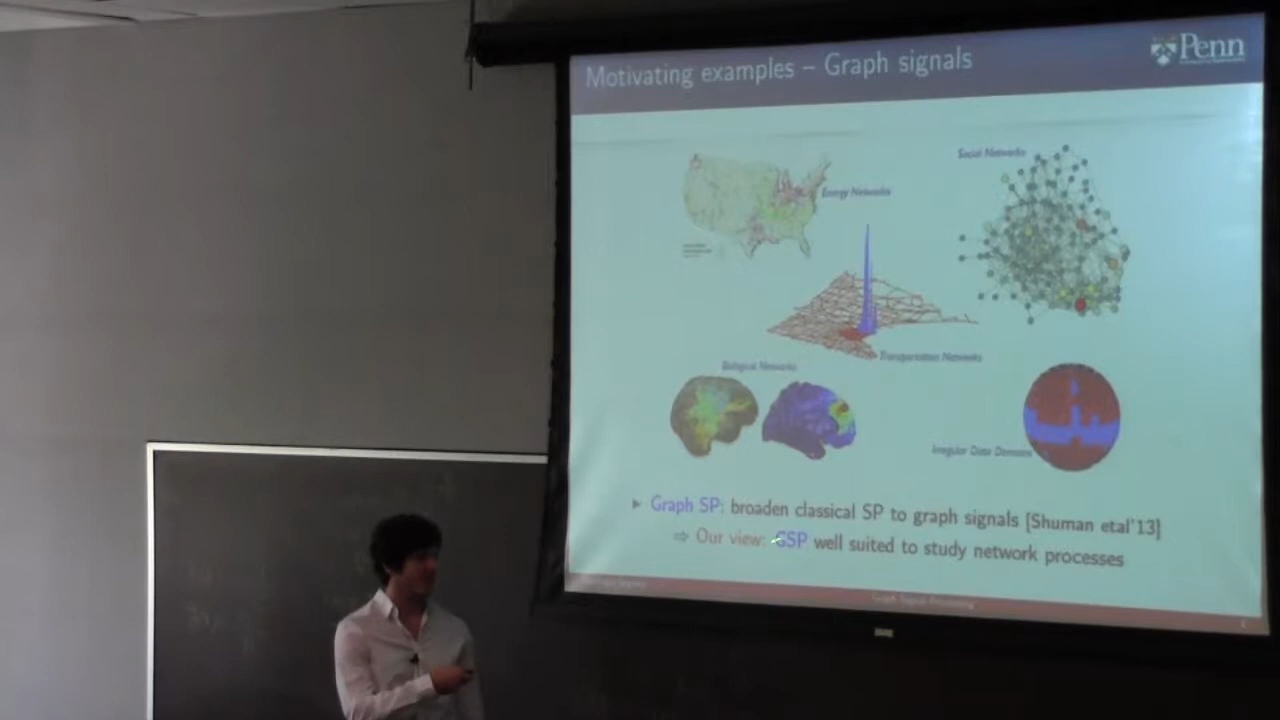 Motivating examples – Graph signals
Penn
Social Networks
Energy Networks
Transportation Networks
Biological Networks
Irregular Data Domains
Graph SP: broaden classical SP to graph signals [Shuman etal'13]
⇨ Our view: GSP well suited to study network processes
Graph Signal Processing